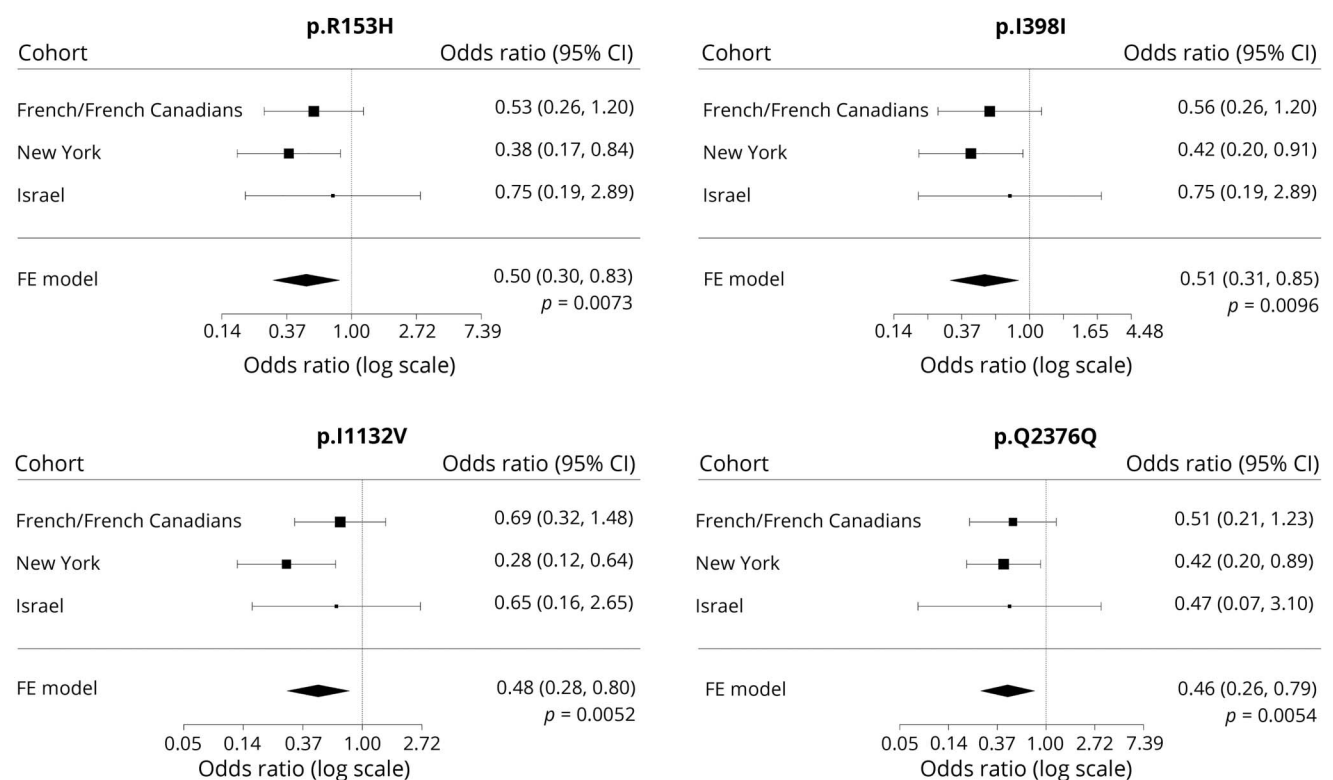 p.R153H
Cohort Odds ratio (95% CI)
French/French Canadians 0.53 (0.26, 1.20)
New York 0.38 (0.17, 0.84)
Israel 0.75 (0.19, 2.89)
FE model 0.50 (0.30, 0.83)
p = 0.0073
0.14 0.37 1.00 2.72 7.39
Odds ratio (log scale)
p.I398I
Cohort Odds ratio (95% CI)
French/French Canadians 0.56 (0.26, 1.20)
New York 0.42 (0.20, 0.91)
Israel 0.75 (0.19, 2.89)
FE model 0.51 (0.31, 0.85)
p = 0.0096
0.14 0.37 1.00 1.65 4.48
Odds ratio (log scale)
p.I1132V
Cohort Odds ratio (95% CI)
French/French Canadians 0.69 (0.32, 1.48)
New York 0.28 (0.12, 0.64)
Israel 0.65 (0.16, 2.65)
FE model 0.48 (0.28, 0.80)
p = 0.0052
0.05 0.14 0.37 1.00 2.72
Odds ratio (log scale)
p.Q2376Q
Cohort Odds ratio (95% CI)
French/French Canadians 0.51 (0.21, 1.23)
New York 0.42 (0.20, 0.89)
Israel 0.47 (0.07, 3.10)
FE model 0.46 (0.26, 0.79)
p = 0.0054
0.05 0.14 0.37 1.00 2.72 7.39
Odds ratio (log scale)